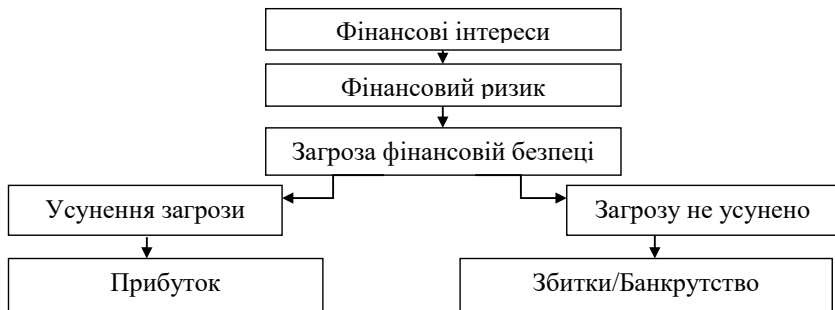 Фінансові інтереси
Фінансовий ризик
Загроза фінансовій безпеці
Усунення загрози
Загрозу не усунено
Прибуток
Збитки/Банкрутство